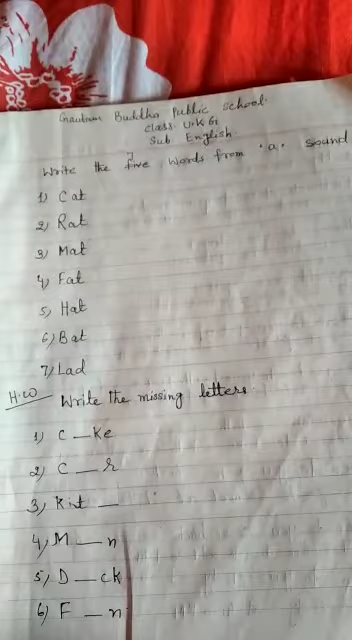 Gautam Buddha Public School.
Class U.K.G
Sub English
Write the five words from 'a' sound
1) Cat
2) Rat
3) Mat
4) Fat
5) Hat
6) Bat
7) Lad
H.W Write the missing letters.
1) C _ Ke
2) C _ r
3) Kit _
4) M _ n
5) D _ ck
6) F _ n